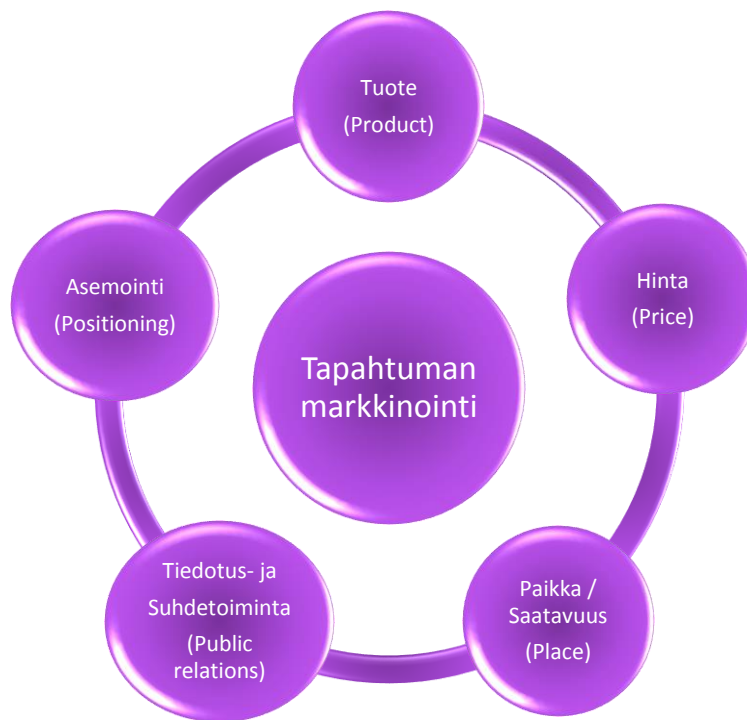 Tuote
(Product)
Hinta
(Price)
Paikka /
Saatavuus
(Place)
Tiedotus- ja
Suhdetoiminta
(Public
relations)
Asemointi
(Positioning)
Tapahtuman
markkinointi